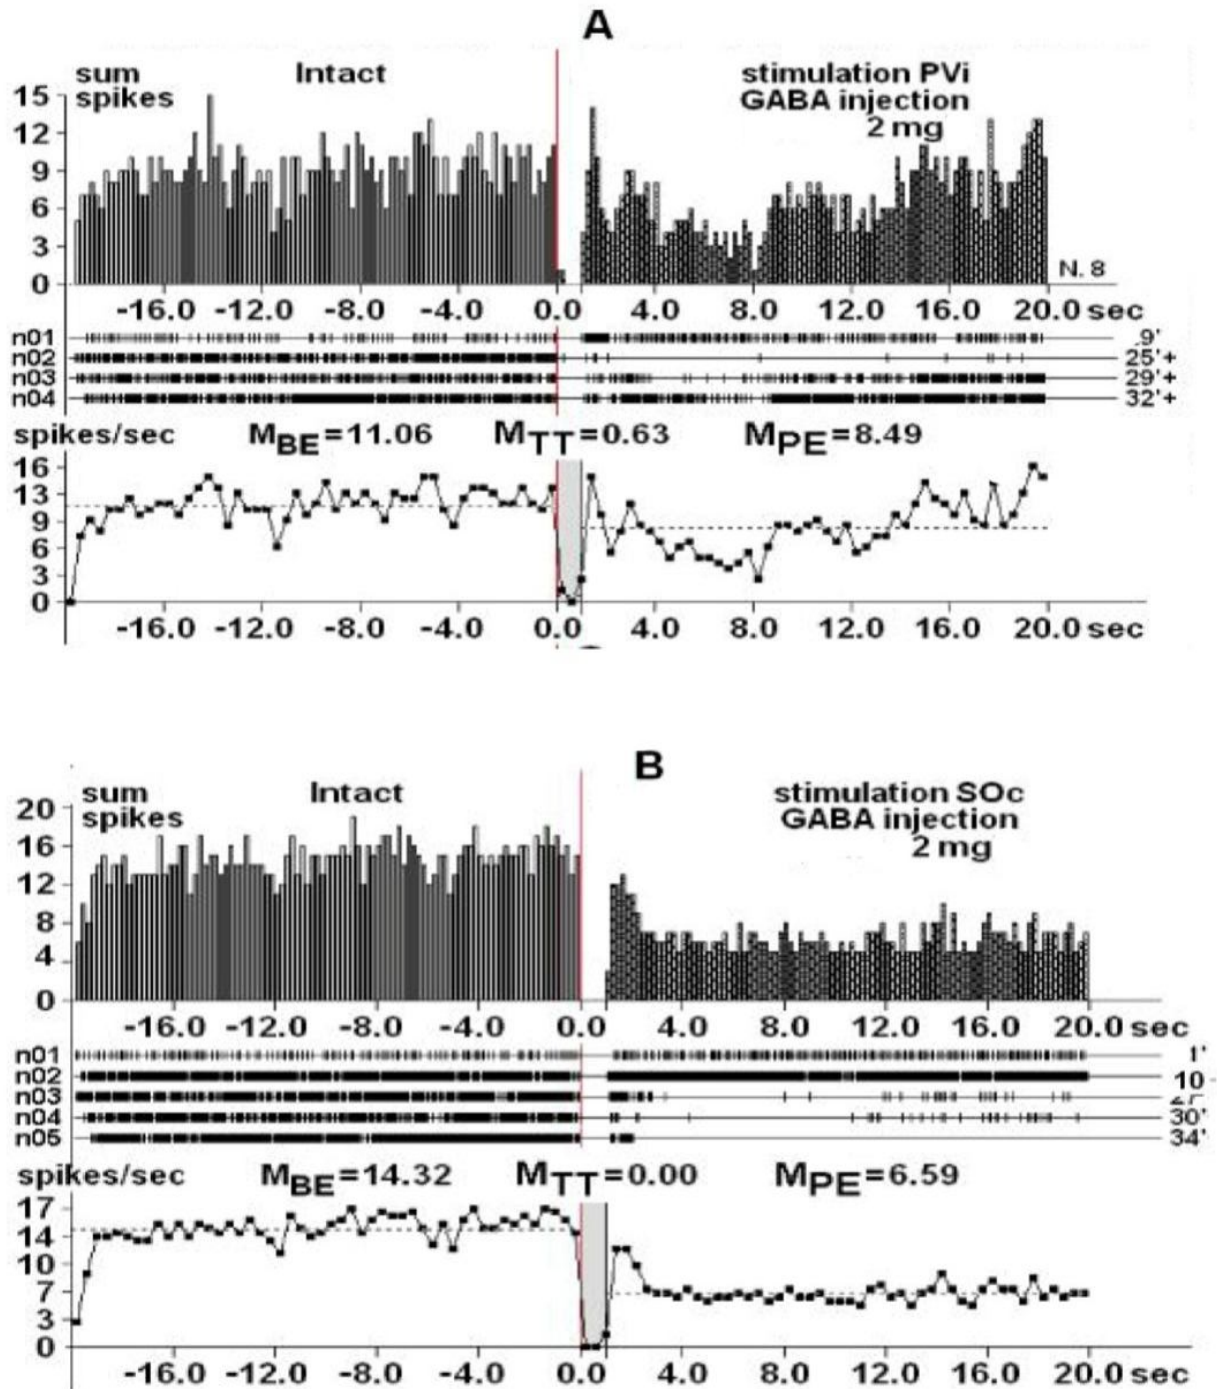 A
sum spikes Intact stimulation PVi
GABA injection
2 mg
15
12
9
6
3
0
N. 8
-16.0 -12.0 -8.0 -4.0 0.0 4.0 8.0 12.0 16.0 20.0 sec
n01 .9'
n02 25'+
n03 29'+
n04 32'+
spikes/sec MBE=11.06 MTT=0.63 MPE=8.49
16
13
9
6
3
0
-16.0 -12.0 -8.0 -4.0 0.0 4.0 8.0 12.0 16.0 20.0 sec
B
sum spikes Intact stimulation SOc
GABA injection
2 mg
20
16
12
8
4
0
-16.0 -12.0 -8.0 -4.0 0.0 4.0 8.0 12.0 16.0 20.0 sec
n01 1'
n02 10
n03
n04 30'
n05 34'
spikes/sec MBE=14.32 MTT=0.00 MPE=6.59
17
14
10
7
3
0
-16.0 -12.0 -8.0 -4.0 0.0 4.0 8.0 12.0 16.0 20.0 sec